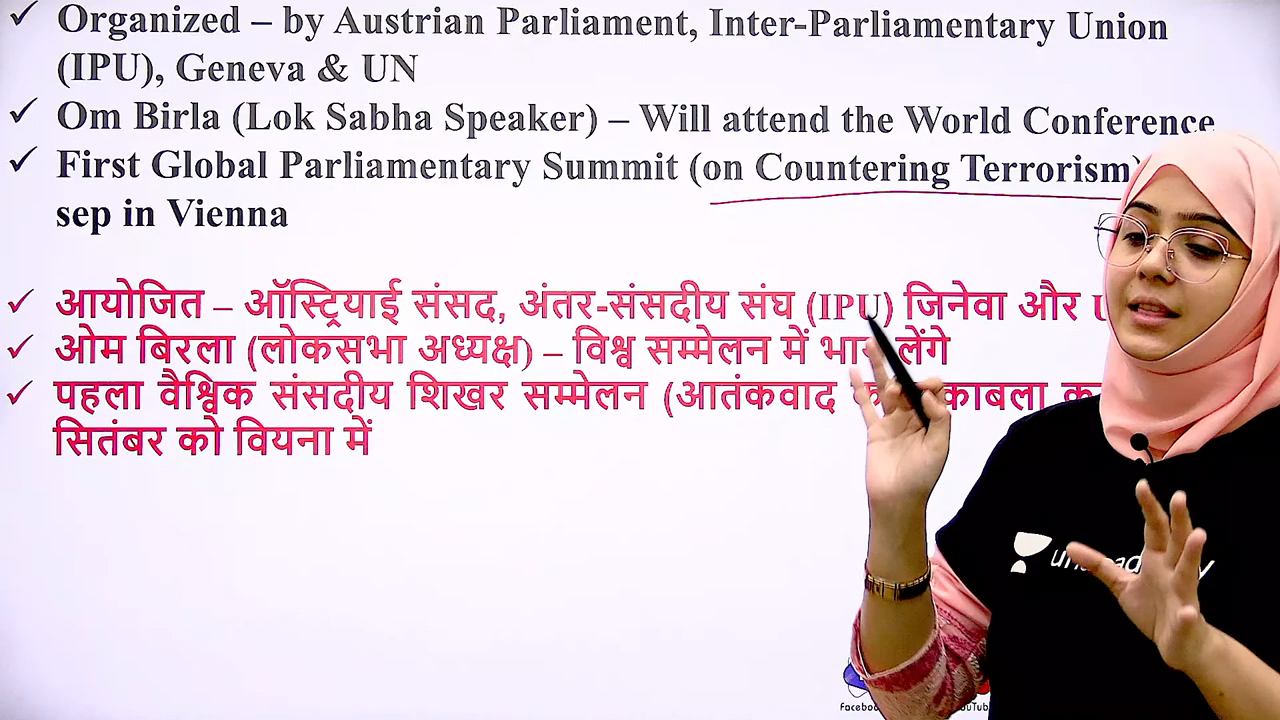 ✓ Organized – by Austrian Parliament, Inter-Parliamentary Union
(IPU), Geneva & UN
✓ Om Birla (Lok Sabha Speaker) – Will attend the World Conference
✓ First Global Parliamentary Summit (on Countering Terrorism)
sep in Vienna
✓ आयोजित – ऑस्ट्रियाई संसद, अंतर-संसदीय संघ (IPU) जिनेवा और
✓ ओम बिरला (लोकसभा अध्यक्ष) – विश्व सम्मेलन में भाग लेंगे
✓ पहला वैश्विक संसदीय शिखर सम्मेलन (आतंकवाद
सितंबर को वियना में
unacademy
Facebook